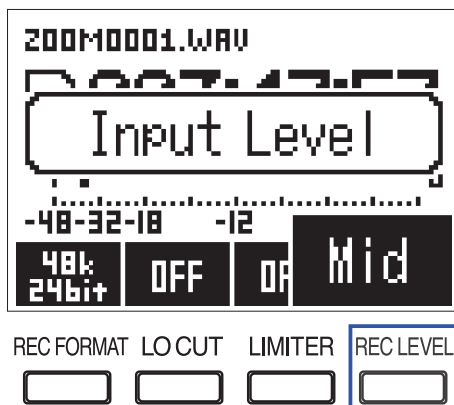 ZOOM0001.WAV
Input Level
-48-32-18 -12
48k
24bit
OFF
Mid
REC FORMAT LO CUT LIMITER REC LEVEL